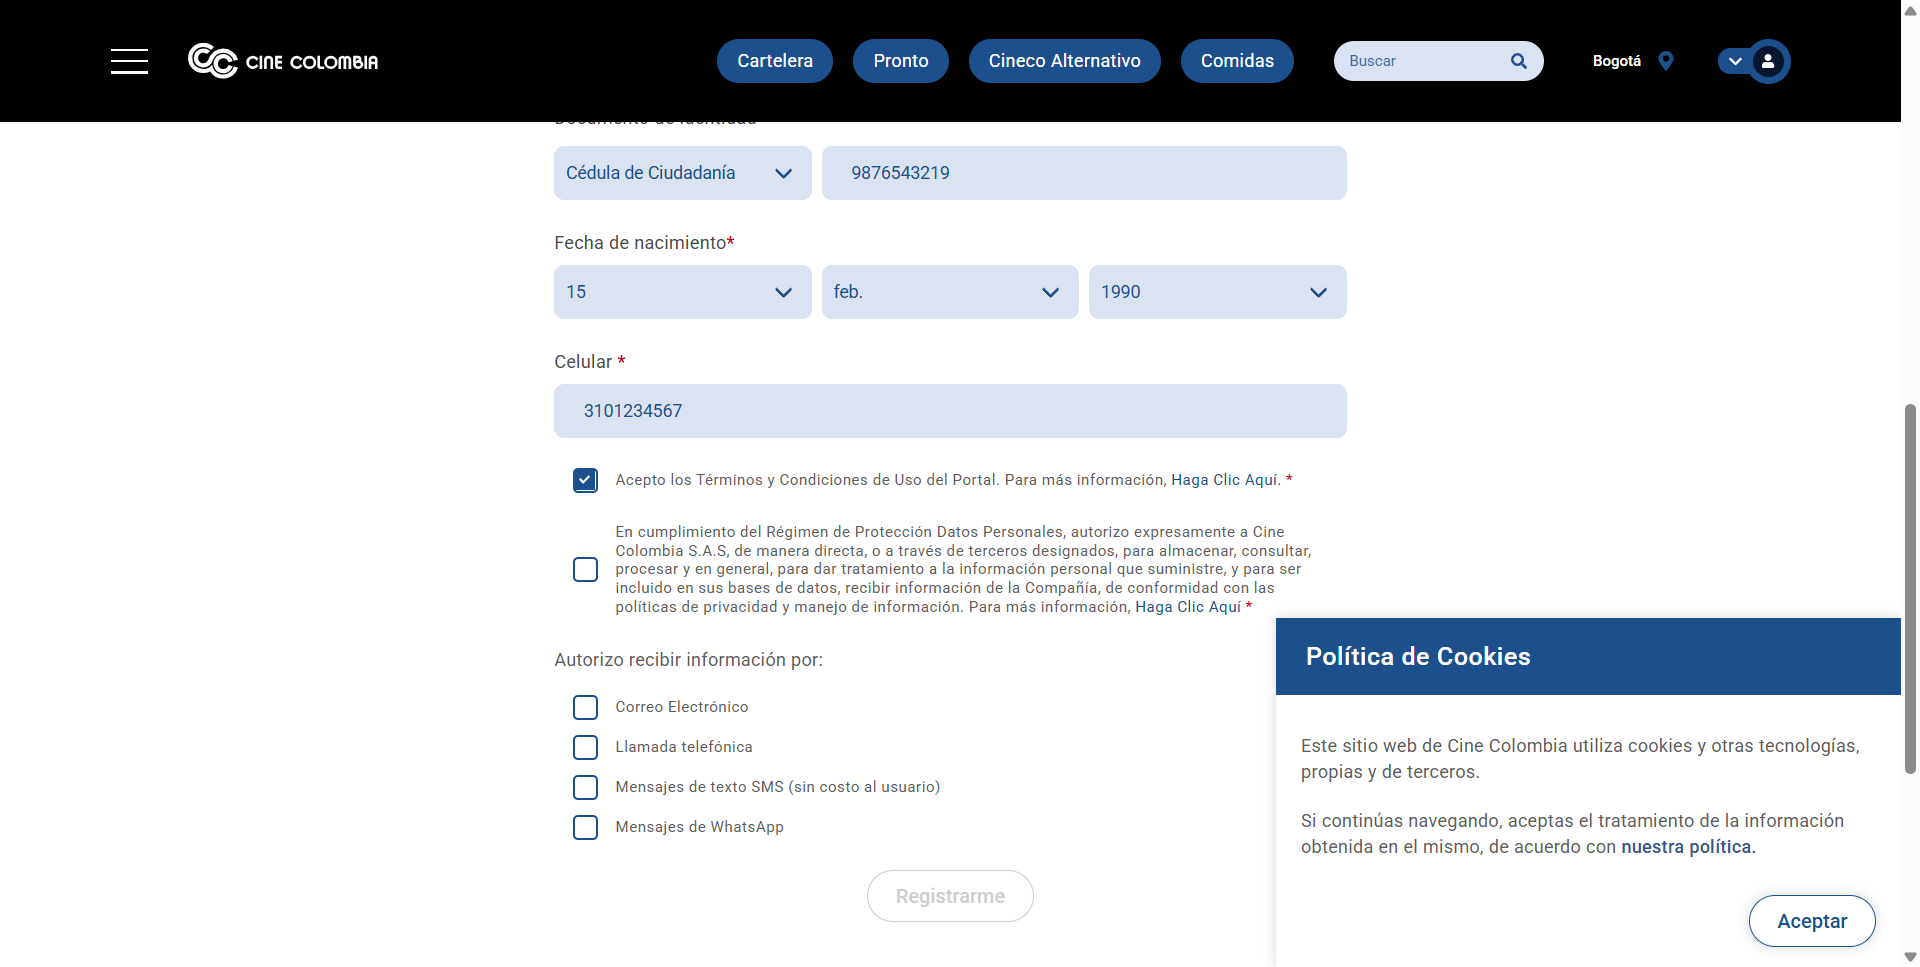 CINE COLOMBIA
Cartelera
Pronto
Cineco Alternativo
Comidas
Buscar
Bogotá
Cédula de Ciudadanía
9876543219
Fecha de nacimiento*
15
feb.
1990
Celular *
3101234567
Acepto los Términos y Condiciones de Uso del Portal. Para más información, Haga Clic Aquí. *
En cumplimiento del Régimen de Protección Datos Personales, autorizo expresamente a Cine
Colombia S.A.S, de manera directa, o a través de terceros designados, para almacenar, consultar,
procesar y en general, para dar tratamiento a la información personal que suministre, y para ser
incluido en sus bases de datos, recibir información de la Compañía, de conformidad con las
políticas de privacidad y manejo de información. Para más información, Haga Clic Aquí *
Autorizo recibir información por:
Correo Electrónico
Llamada telefónica
Mensajes de texto SMS (sin costo al usuario)
Mensajes de WhatsApp
Registrarme
Política de Cookies
Este sitio web de Cine Colombia utiliza cookies y otras tecnologías,
propias y de terceros.
Si continúas navegando, aceptas el tratamiento de la información
obtenida en el mismo, de acuerdo con nuestra política.
Aceptar